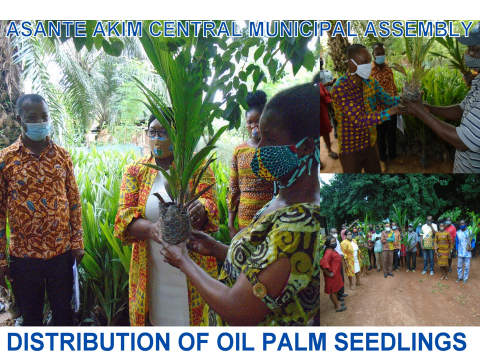 ASANTE AKIM CENTRAL MUNICIPAL ASSEMBLY
DISTRIBUTION OF OIL PALM SEEDLINGS